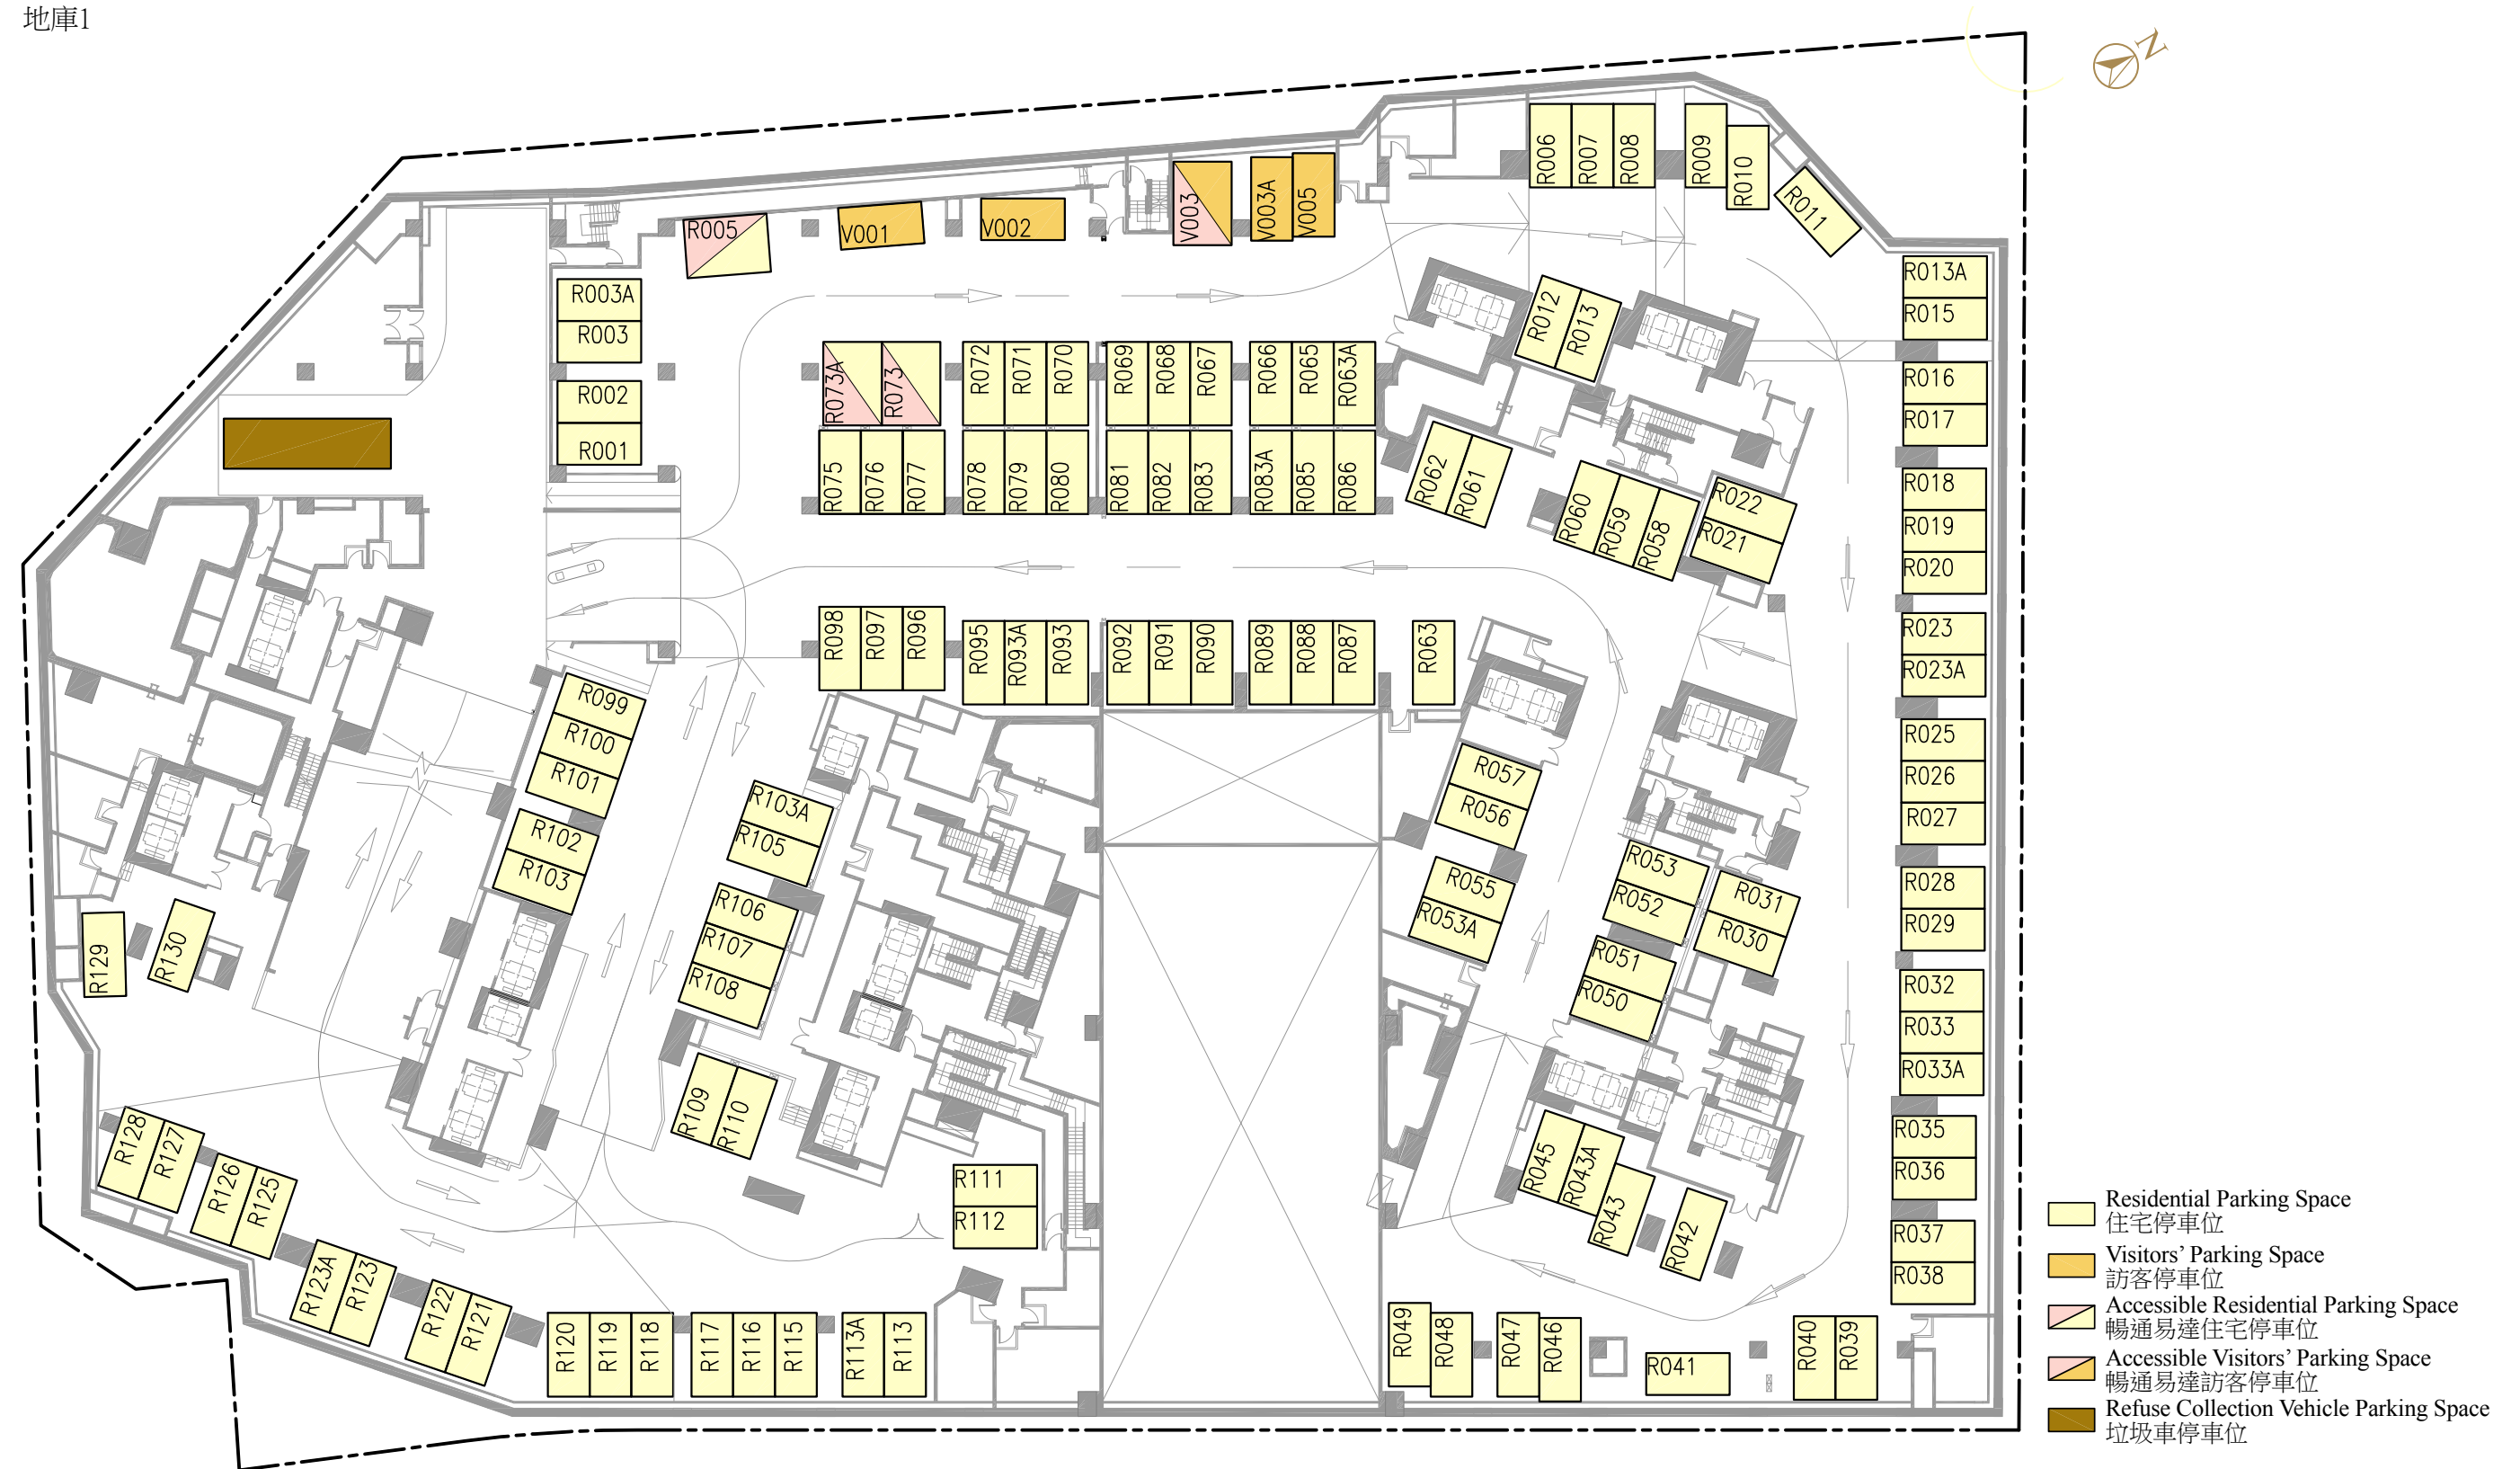 地庫1
N
R006
R007
R008
R009
R010
R011
R005
V001
V002
V003
V003A
V005
R003A
R003
R002
R001
R012
R013
R013A
R015
R016
R017
R018
R019
R020
R073A
R073
R072
R071
R070
R069
R068
R067
R066
R065
R063A
R075
R076
R077
R078
R079
R080
R081
R082
R083
R083A
R085
R086
R062
R061
R060
R059
R058
R022
R021
R098
R097
R096
R095
R093A
R093
R092
R091
R090
R089
R088
R087
R063
R023
R023A
R025
R026
R027
R028
R029
R099
R100
R101
R102
R103
R103A
R105
R106
R107
R108
R109
R110
R057
R056
R055
R053A
R053
R052
R051
R050
R031
R030
R032
R033
R033A
R035
R036
R037
R038
R129
R130
R128
R127
R126
R125
R123A
R123
R122
R121
R120
R119
R118
R117
R116
R115
R113A
R113
R111
R112
R045
R043A
R043
R042
R049
R048
R047
R046
R041
R040
R039
Residential Parking Space
住宅停車位
Visitors’ Parking Space
訪客停車位
Accessible Residential Parking Space
暢通易達住宅停車位
Accessible Visitors’ Parking Space
暢通易達訪客停車位
Refuse Collection Vehicle Parking Space
垃圾車停車位